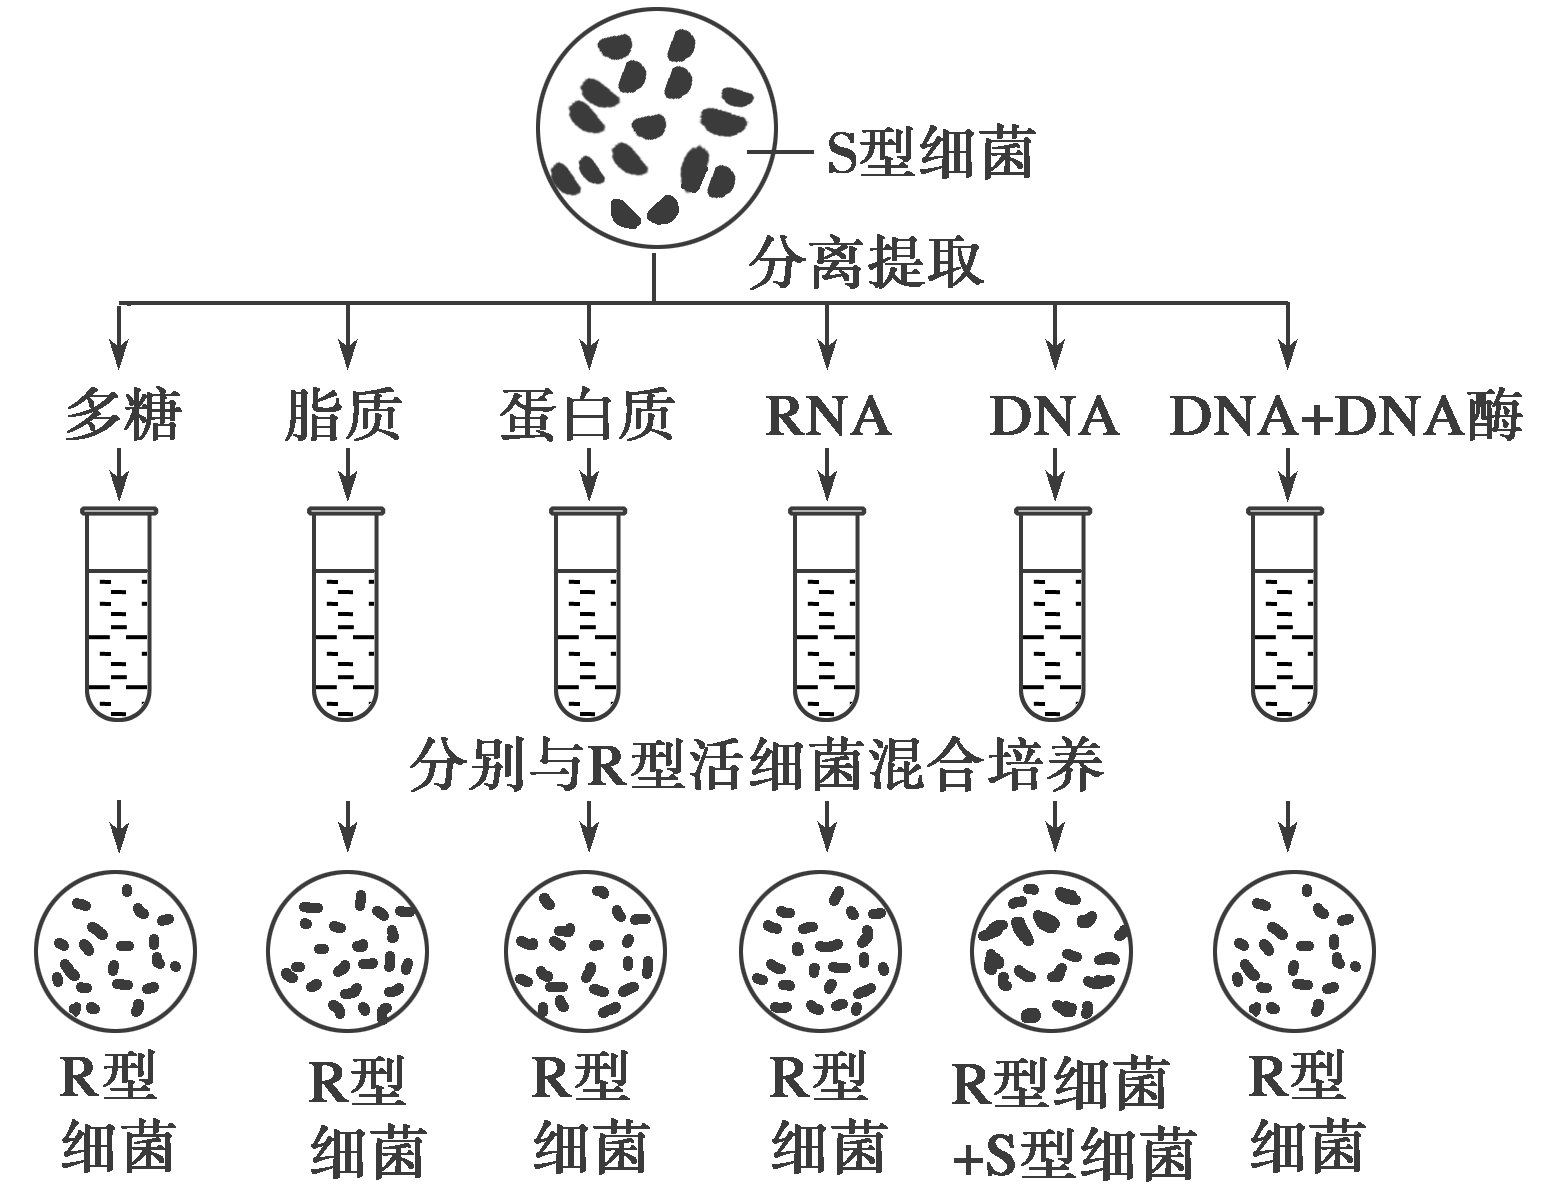 S型细菌
分离提取
多糖
脂质
蛋白质
RNA
DNA
DNA+DNA酶
分别与R型活细菌混合培养
R型
细菌
R型
细菌
R型
细菌
R型
细菌
R型细菌
+S型细菌
R型
细菌